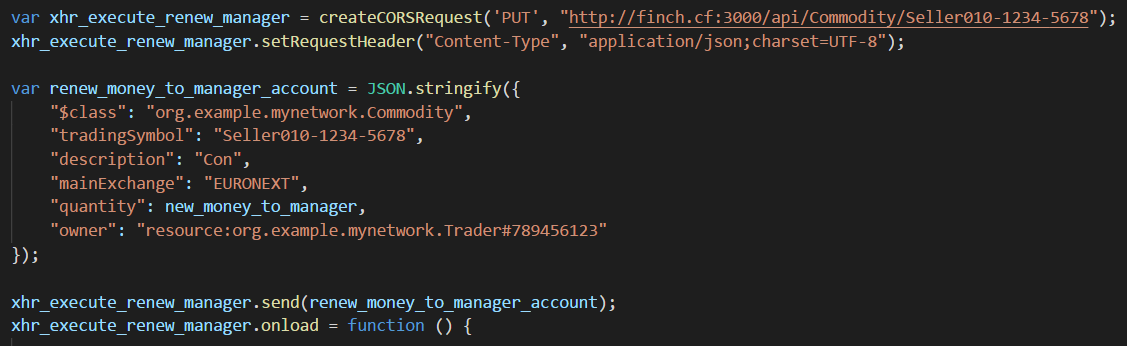 var xhr_execute_renew_manager = createCORSRequest('PUT', "http://finch.cf:3000/api/Commodity/Seller010-1234-5678");
xhr_execute_renew_manager.setRequestHeader("Content-Type", "application/json;charset=UTF-8");
var renew_money_to_manager_account = JSON.stringify({
"$class": "org.example.mynetwork.Commodity",
"tradingSymbol": "Seller010-1234-5678",
"description": "Con",
"mainExchange": "EURONEXT",
"quantity": new_money_to_manager,
"owner": "resource:org.example.mynetwork.Trader#789456123"
});
xhr_execute_renew_manager.send(renew_money_to_manager_account);
xhr_execute_renew_manager.onload = function () {